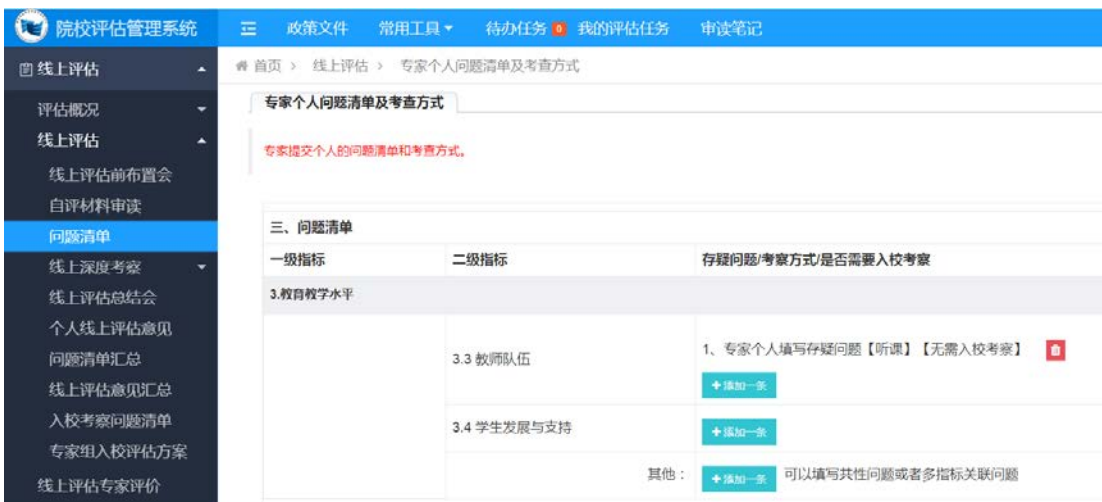 院校评估管理系统 政策文件 常用工具 待办任务 0 我的评估任务 审读笔记
线上评估
首页 > 线上评估 > 专家个人问题清单及考查方式
评估概况
线上评估
线上评估前布置会
自评材料审读
问题清单
线上深度考察
线上评估总结会
个人线上评估意见
问题清单汇总
线上评估意见汇总
入校考察问题清单
专家组入校评估方案
线上评估专家评价
专家个人问题清单及考查方式
专家提交个人的问题清单和考查方式。
三、问题清单
一级指标 二级指标 存疑问题/考察方式/是否需要入校考察
3.教育教学水平
3.3 教师队伍 1、专家个人填写存疑问题【听课】【无需入校考察】
+添加一条
3.4 学生发展与支持 +添加一条
其他： +添加一条 可以填写共性问题或者多指标关联问题